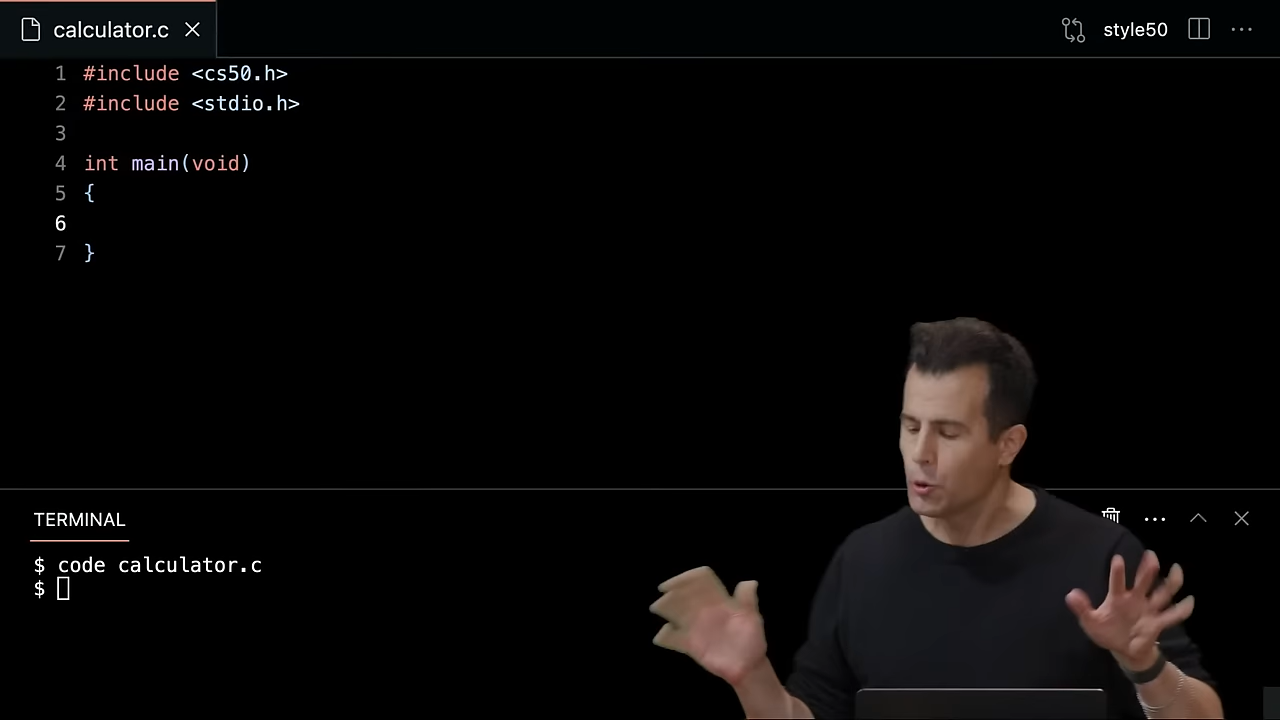 calculator.c
style50
1 #include <cs50.h>
2 #include <stdio.h>
3
4 int main(void)
5 {
6
7 }
TERMINAL
$ code calculator.c
$